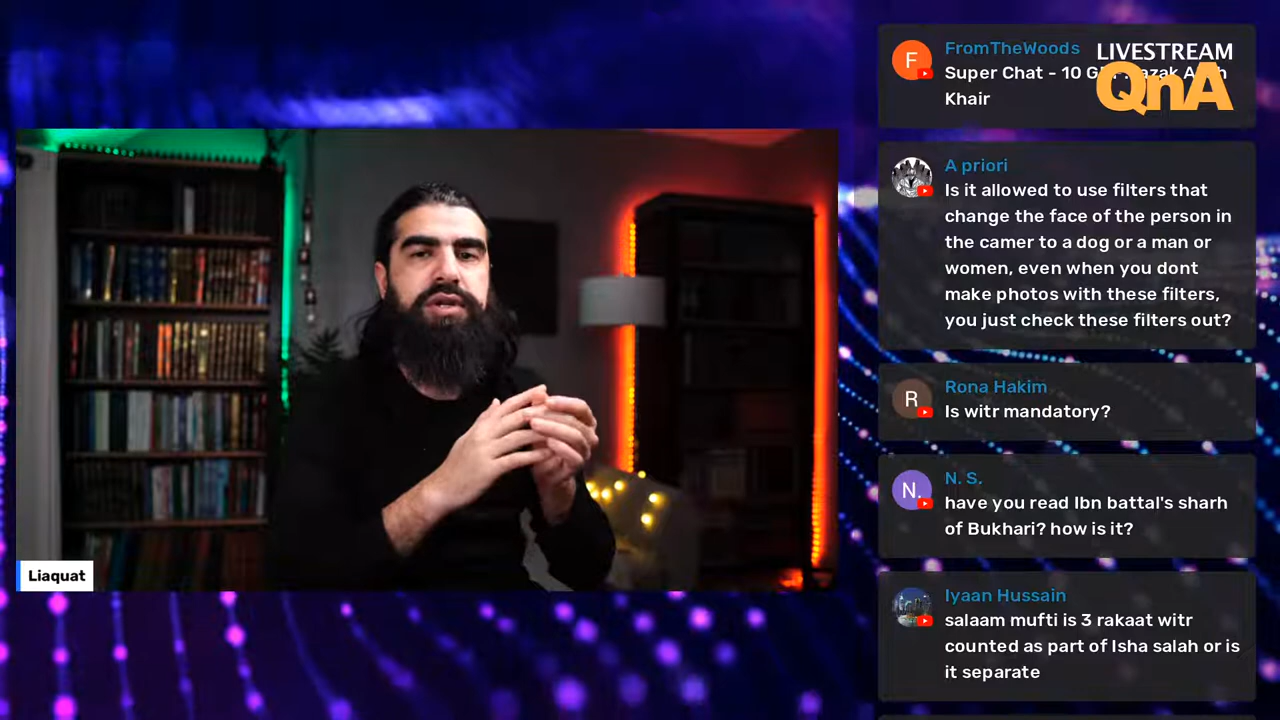 FromTheWoods
Super Chat - 10
Khair
LIVESTREAM
QnA
F
A priori
Is it allowed to use filters that
change the face of the person in
the camer to a dog or a man or
women, even when you dont
make photos with these filters,
you just check these filters out?
R
Rona Hakim
Is witr mandatory?
N.
N. S.
have you read Ibn battal's sharh
of Bukhari? how is it?
Iyaan Hussain
salaam mufti is 3 rakaat witr
counted as part of Isha salah or is
it separate
Liaquat